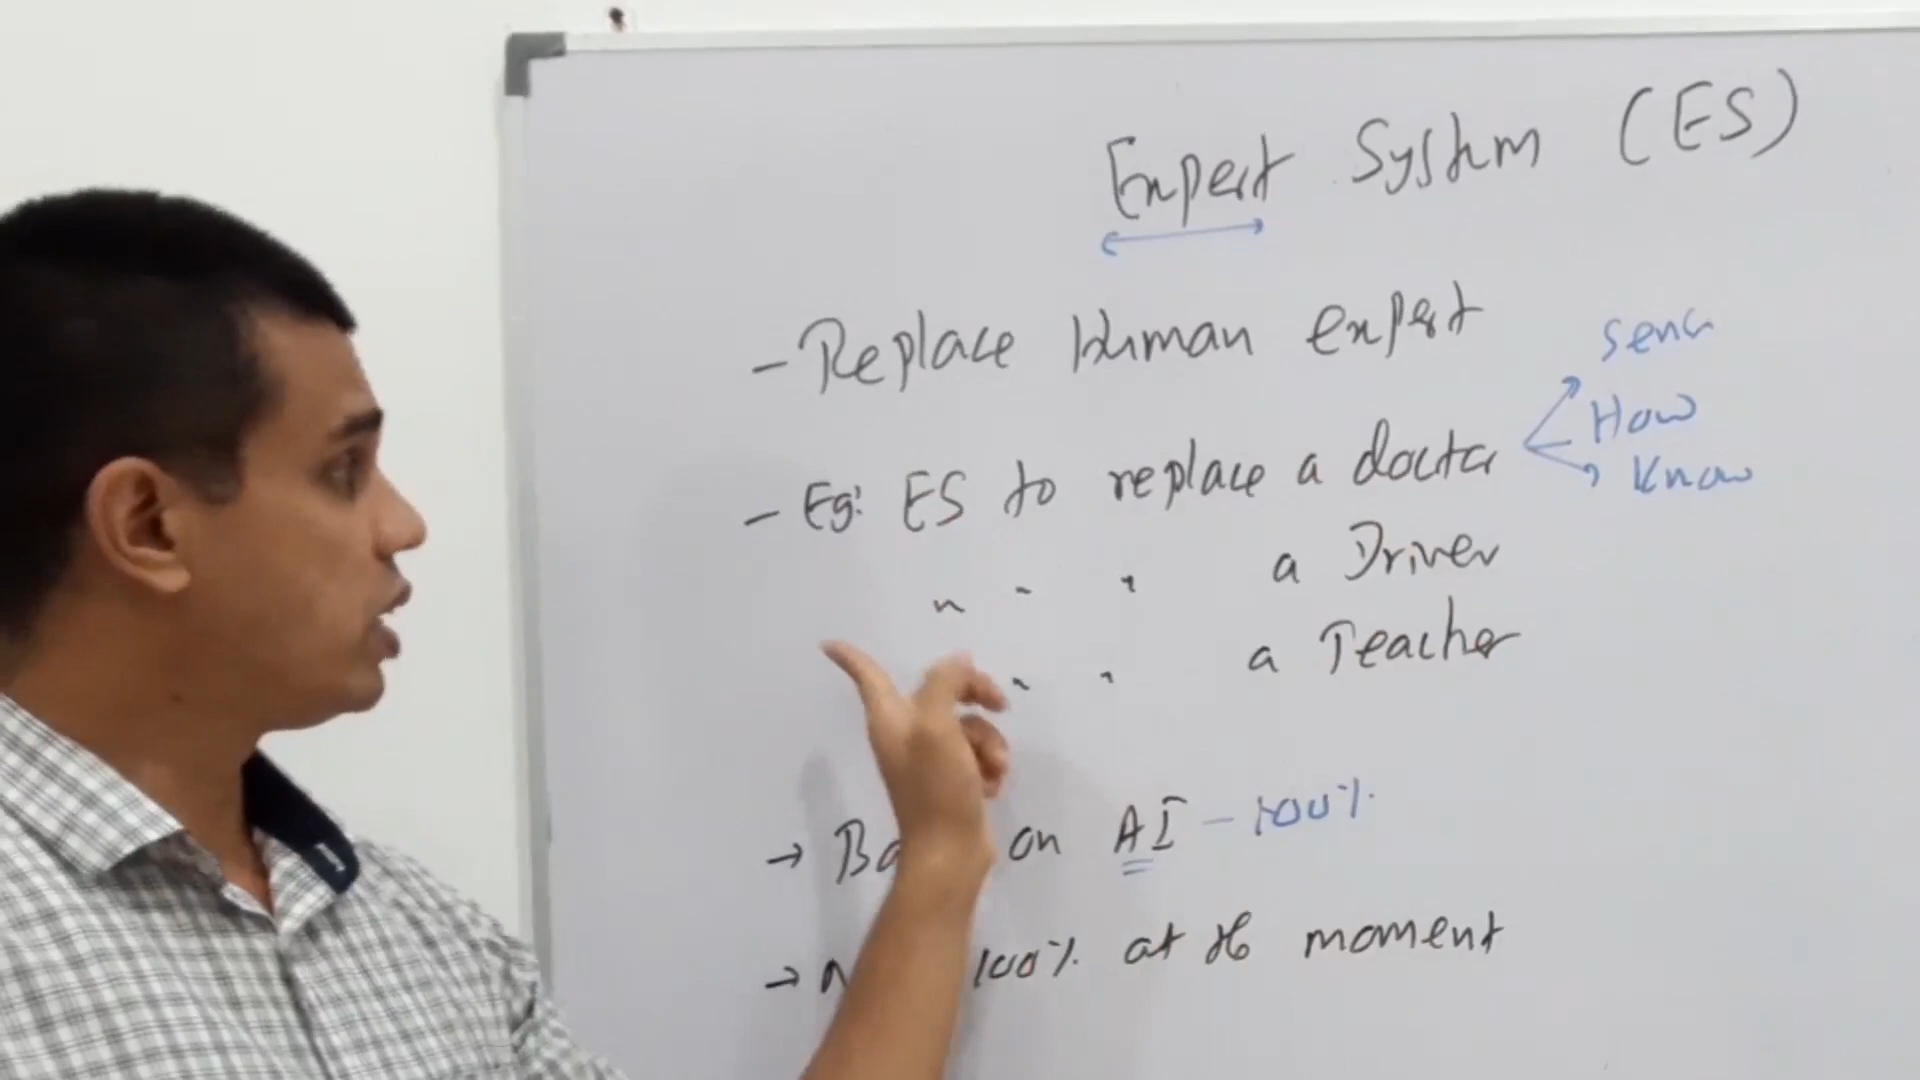 Expert System (ES)
- Replace Human expert
- Eg: ES to replace a doctor
How
Know
" " " a Driver
" " a Teacher
→ on AI - 100%
→ 100% at the moment